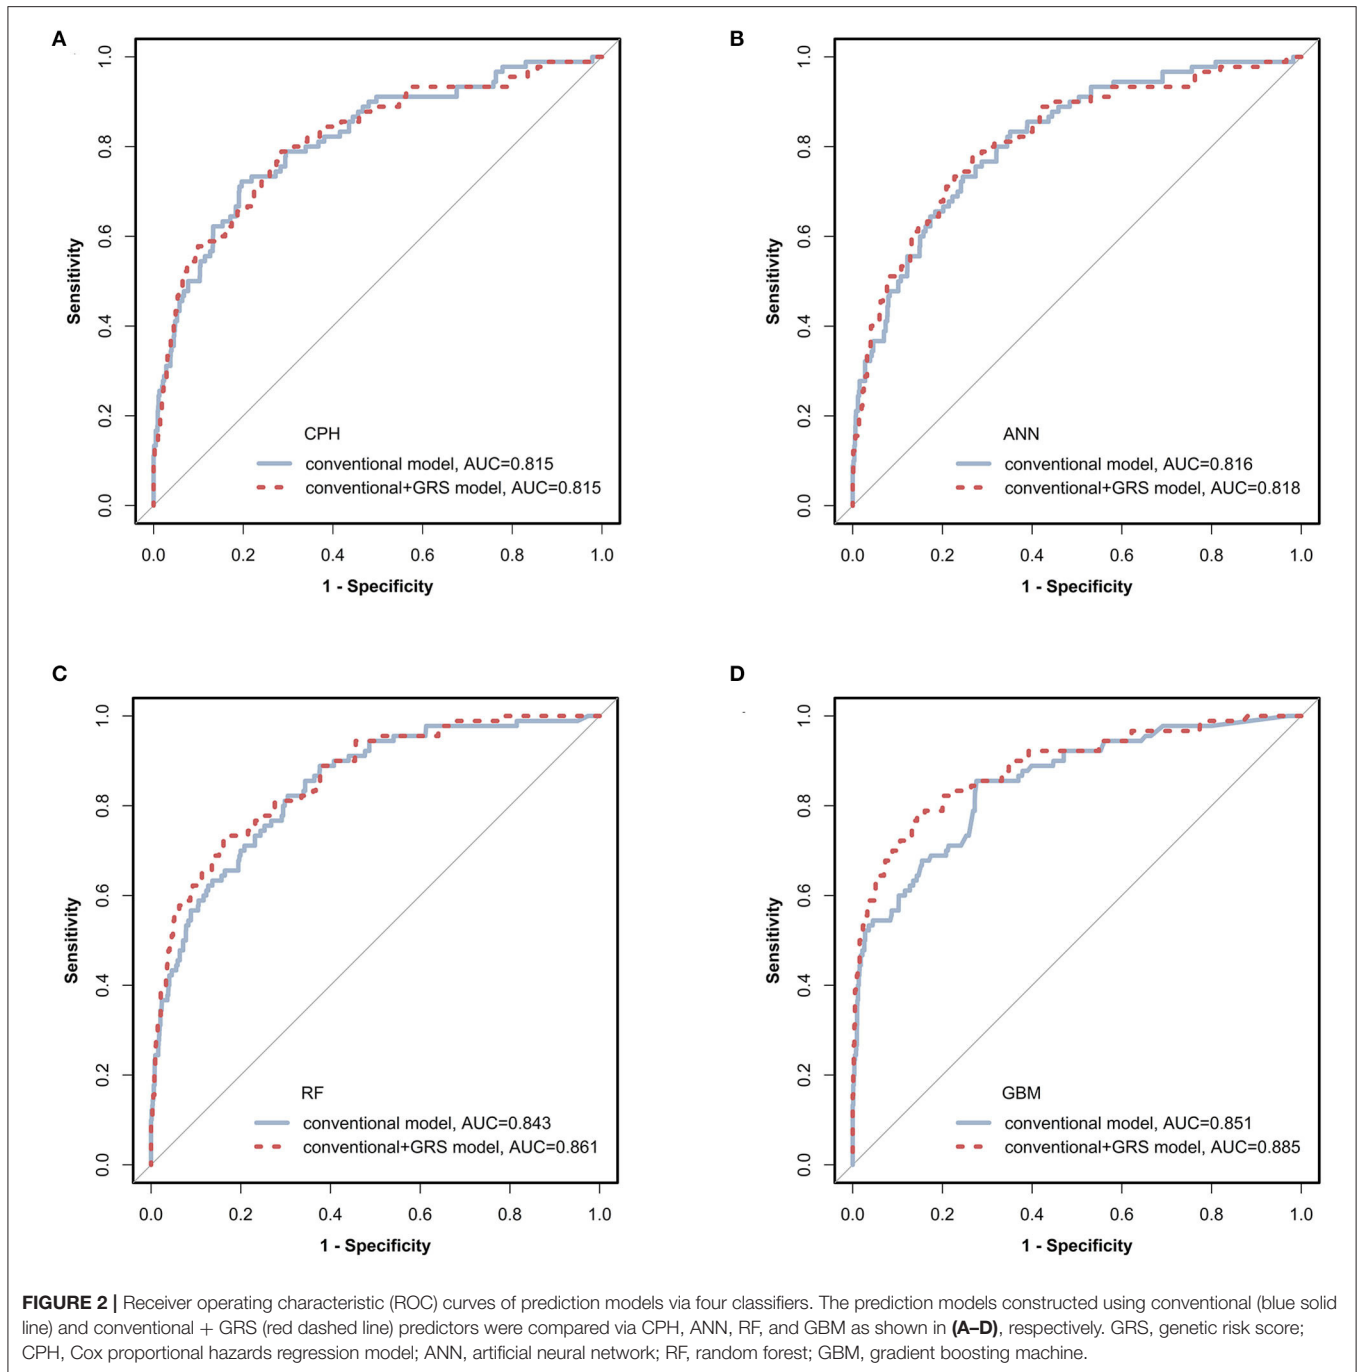 A
1.0
0.8
0.6
0.4
0.2
0.0
Sensitivity
CPH
conventional model, AUC=0.815
conventional+GRS model, AUC=0.815
0.0 0.2 0.4 0.6 0.8 1.0
1 - Specificity
B
1.0
0.8
0.6
0.4
0.2
0.0
Sensitivity
ANN
conventional model, AUC=0.816
conventional+GRS model, AUC=0.818
0.0 0.2 0.4 0.6 0.8 1.0
1 - Specificity
C
1.0
0.8
0.6
0.4
0.2
0.0
Sensitivity
RF
conventional model, AUC=0.843
conventional+GRS model, AUC=0.861
0.0 0.2 0.4 0.6 0.8 1.0
1 - Specificity
D
1.0
0.8
0.6
0.4
0.2
0.0
Sensitivity
GBM
conventional model, AUC=0.851
conventional+GRS model, AUC=0.885
0.0 0.2 0.4 0.6 0.8 1.0
1 - Specificity
FIGURE 2 | Receiver operating characteristic (ROC) curves of prediction models via four classifiers. The prediction models constructed using conventional (blue solid
line) and conventional + GRS (red dashed line) predictors were compared via CPH, ANN, RF, and GBM as shown in (A–D), respectively. GRS, genetic risk score;
CPH, Cox proportional hazards regression model; ANN, artificial neural network; RF, random forest; GBM, gradient boosting machine.